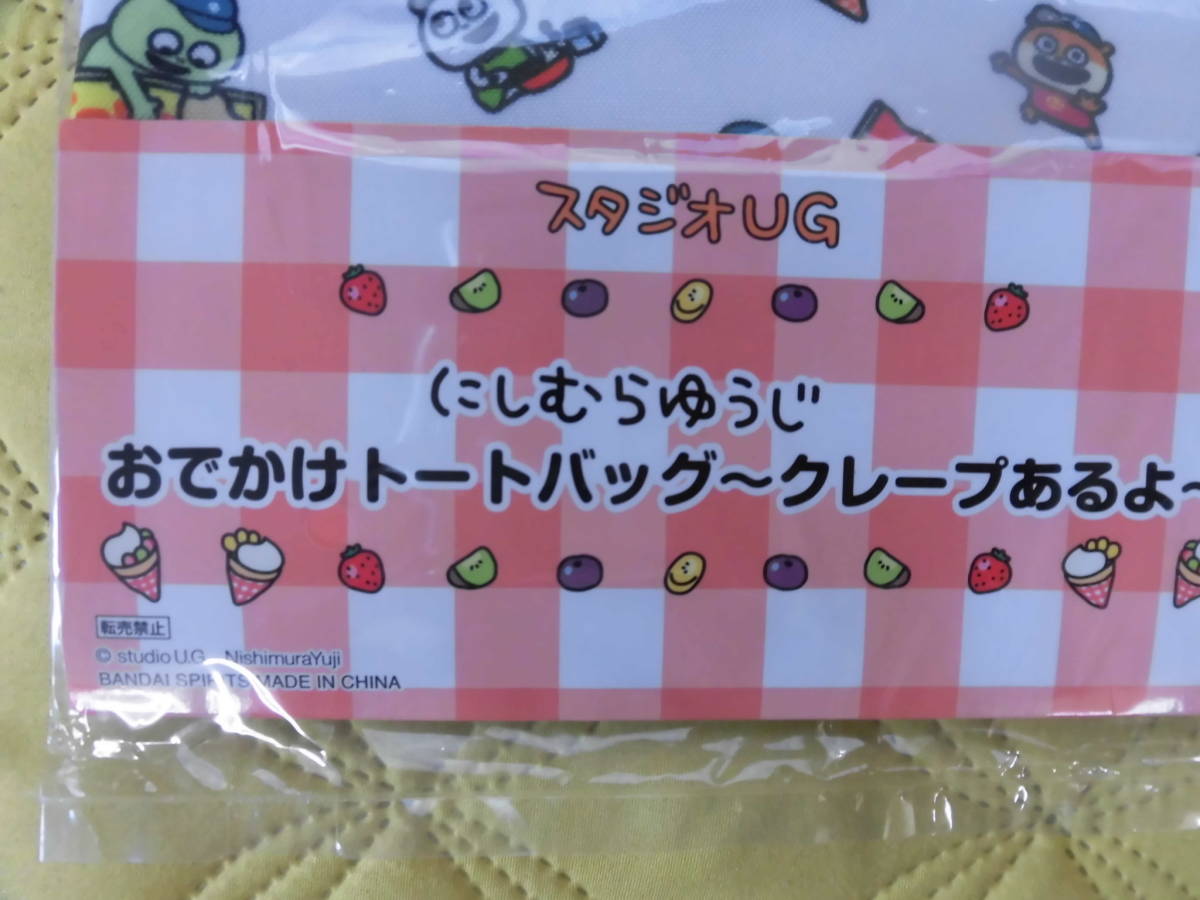 スタジオUG
にしむらゆうじ
おでかけトートバッグ～クレープあるよ～
転売禁止
© studio U.G. NishimuraYuji
BANDAI SPIRITS MADE IN CHINA